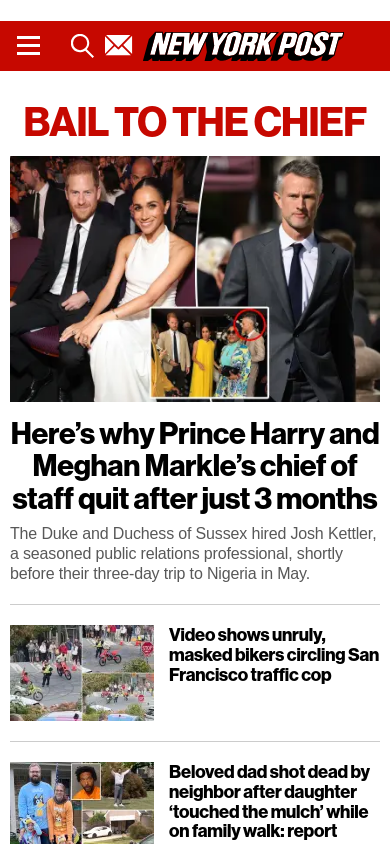 NEW YORK POST
BAIL TO THE CHIEF
Here’s why Prince Harry and
Meghan Markle’s chief of
staff quit after just 3 months
The Duke and Duchess of Sussex hired Josh Kettler,
a seasoned public relations professional, shortly
before their three-day trip to Nigeria in May.
STOP
Video shows unruly,
masked bikers circling San
Francisco traffic cop
Beloved dad shot dead by
neighbor after daughter
‘touched the mulch’ while
on family walk: report